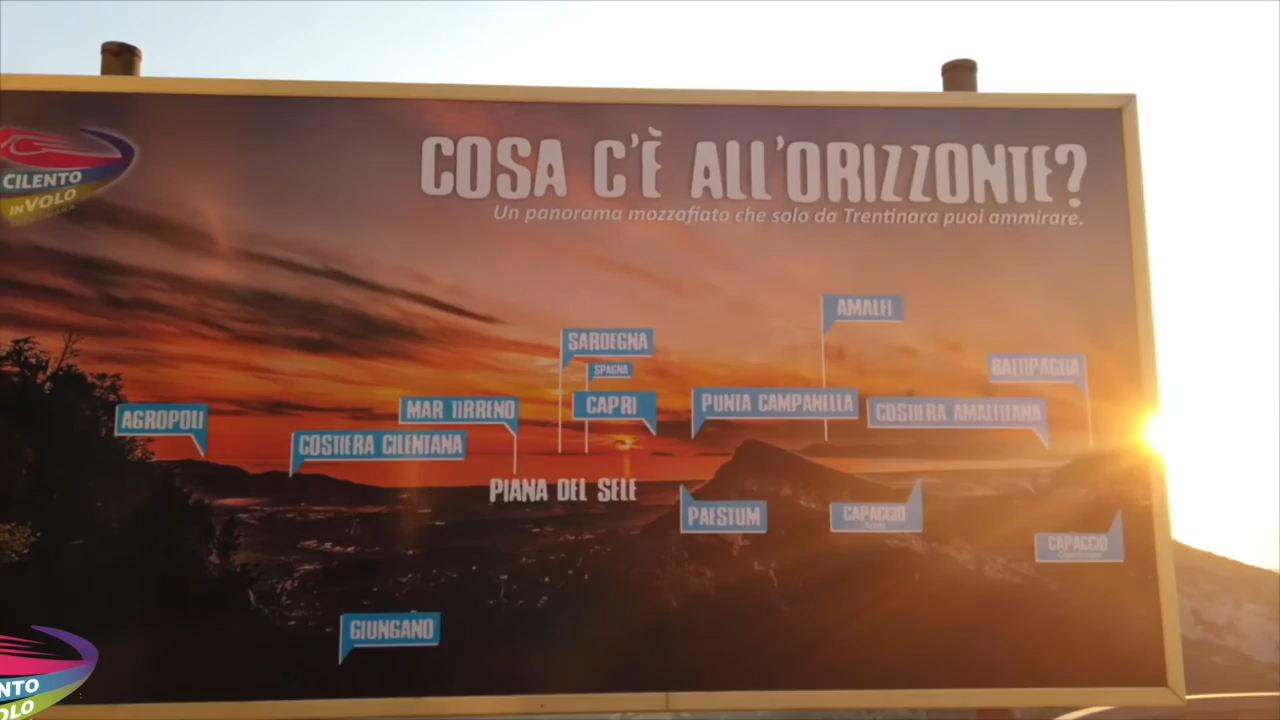 CILENTO
IN VOLO
COSA C'È ALL'ORIZZONTE?
Un panorama mozzafiato che solo da Trentinara puoi ammirare.
AMALFI
SARDEGNA
SPAGNA
BATTIPAGLIA
AGROPOLI
MAR TIRRENO
CAPRI
PUNTA CAMPANELLA
COSTIERA AMALFITANA
COSTIERA CILENTANA
PIANA DEL SELE
PAESTUM
CAPACCIO
CAPACCIO
GIUNGANO
NTO
OLO